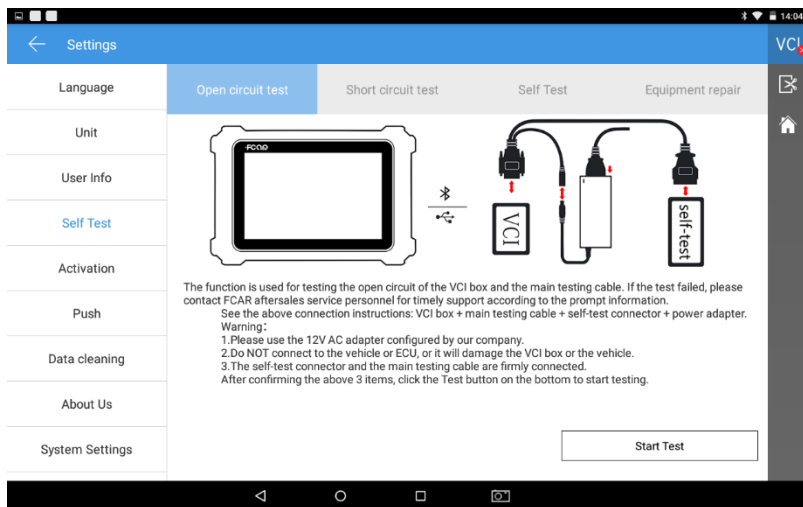 14:04
Settings
VCI
Language
Unit
User Info
Self Test
Activation
Push
Data cleaning
About Us
System Settings
Open circuit test
Short circuit test
Self Test
Equipment repair
FCAR
VCI
self-test
The function is used for testing the open circuit of the VCI box and the main testing cable. If the test failed, please
contact FCAR aftersales service personnel for timely support according to the prompt information.
See the above connection instructions: VCI box + main testing cable + self-test connector + power adapter.
Warning:
1.Please use the 12V AC adapter configured by our company.
2.Do NOT connect to the vehicle or ECU, or it will damage the VCI box or the vehicle.
3.The self-test connector and the main testing cable are firmly connected.
After confirming the above 3 items, click the Test button on the bottom to start testing.
Start Test